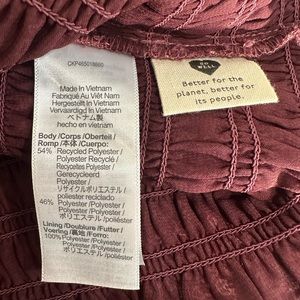 CKP465018660
Made In Vietnam
Fabriqué Au Viêt Nam
Hergestellt In Vietnam
Vervaardigd In Vietnam
ベトナム製
hecho en vietnam
Body /Corps /Oberteil /
Romp /本体 /Cuerpo:
54% Recycled Polyester /
Polyester Recyclé /
Recyceltes Polyester /
Gerecycleerd
Polyester /
リサイクルポリエステル /
poliester reciclado
46% Polyester /Polyester /
Polyester /Polyester /
ポリエステル /poliéster
Lining /Doublure /Futter /
Voering /裏地 /Forro:
100% Polyester /Polyester /
Polyester /Polyester /
ポリエステル /poliéster
DO
WELL
Better for the
planet, better for
its people.